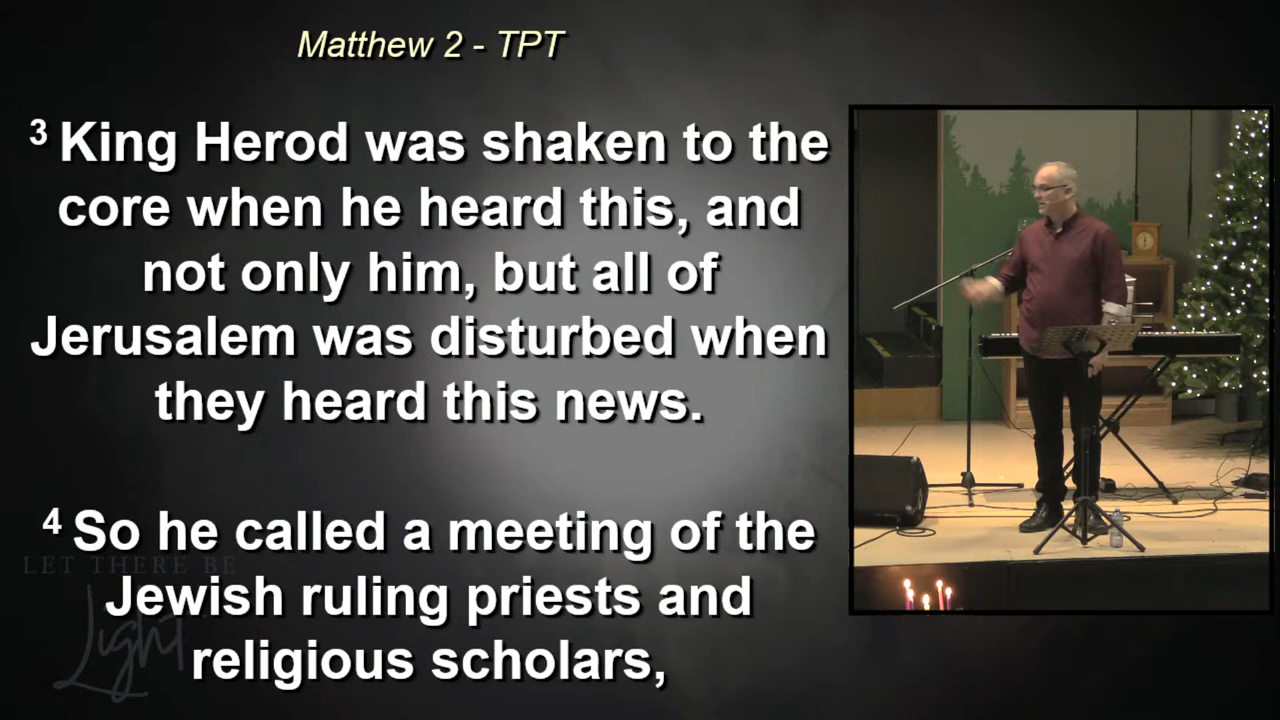 Matthew 2 - TPT
3 King Herod was shaken to the
core when he heard this, and
not only him, but all of
Jerusalem was disturbed when
they heard this news.
4 So he called a meeting of the
LET THERE BE
Jewish ruling priests and
Light
religious scholars,